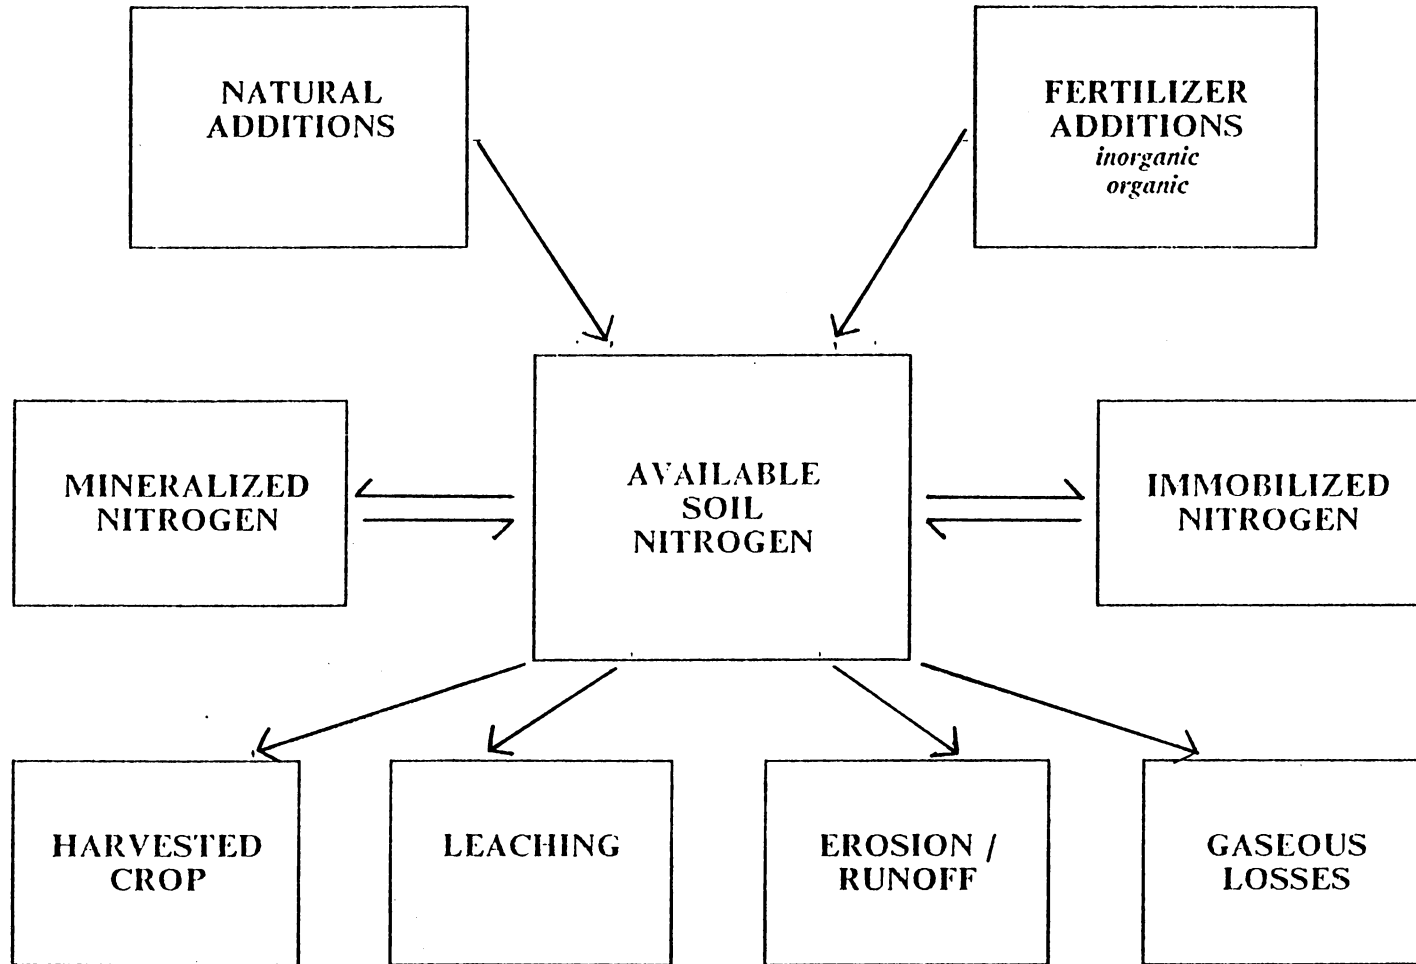 NATURAL
ADDITIONS
FERTILIZER
ADDITIONS
inorganic
organic
MINERALIZED
NITROGEN
AVAILABLE
SOIL
NITROGEN
IMMOBILIZED
NITROGEN
HARVESTED
CROP
LEACHING
EROSION /
RUNOFF
GASEOUS
LOSSES